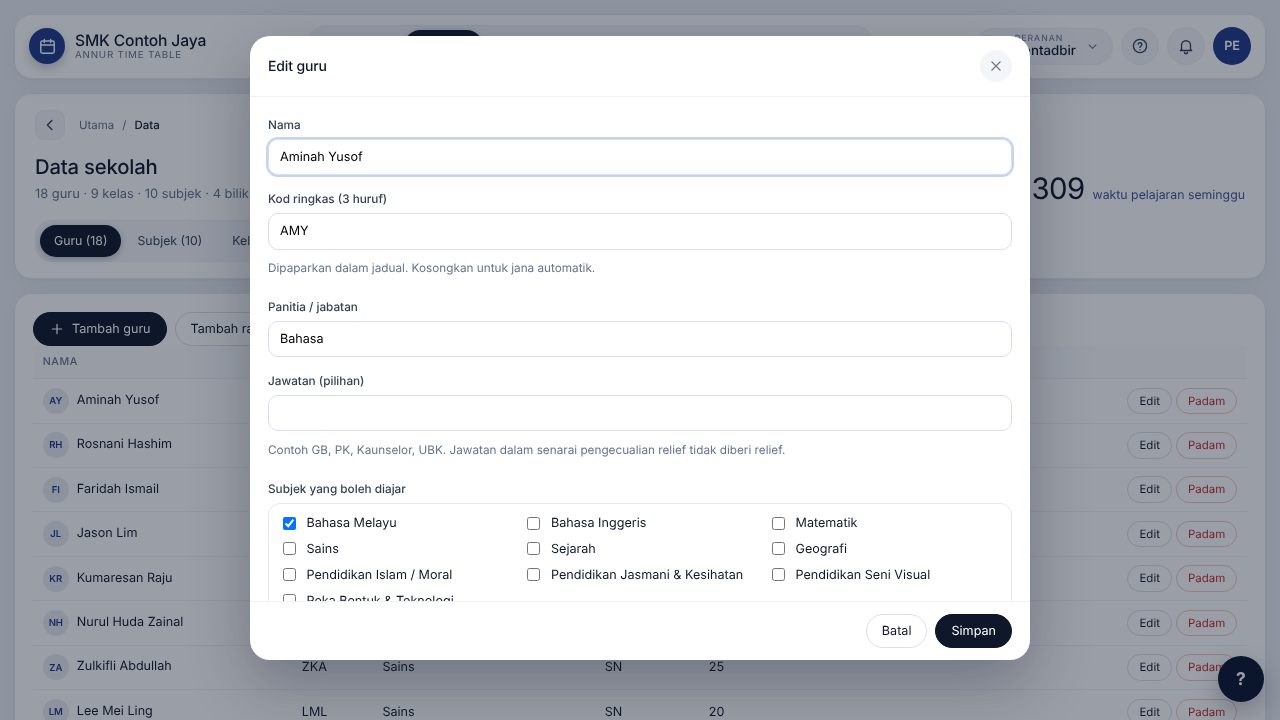 SMK Contoh Jaya
ANNUR TIME TABLE
PERANAN
ntadbir
PE
Utama / Data
Data sekolah
18 guru · 9 kelas · 10 subjek · 4 bilik
309 waktu pelajaran seminggu
Guru (18) Subjek (10) Kel
Edit guru
Nama
Aminah Yusof
Kod ringkas (3 huruf)
AMY
Dipaparkan dalam jadual. Kosongkan untuk jana automatik.
Panitia / jabatan
Bahasa
Jawatan (pilihan)
Contoh GB, PK, Kaunselor, UBK. Jawatan dalam senarai pengecualian relief tidak diberi relief.
Subjek yang boleh diajar
Bahasa Melayu Bahasa Inggeris Matematik
Sains Sejarah Geografi
Pendidikan Islam / Moral Pendidikan Jasmani & Kesihatan Pendidikan Seni Visual
Reka Bentuk & Teknologi
Batal Simpan
+ Tambah guru Tambah ra
NAMA
AY Aminah Yusof Edit Padam
RH Rosnani Hashim Edit Padam
FI Faridah Ismail Edit Padam
JL Jason Lim Edit Padam
KR Kumaresan Raju Edit Padam
NH Nurul Huda Zainal Edit Padam
ZA Zulkifli Abdullah ZKA Sains SN 25 Edit Padam
LM Lee Mei Ling LML Sains SN 20 Edit Padam
?